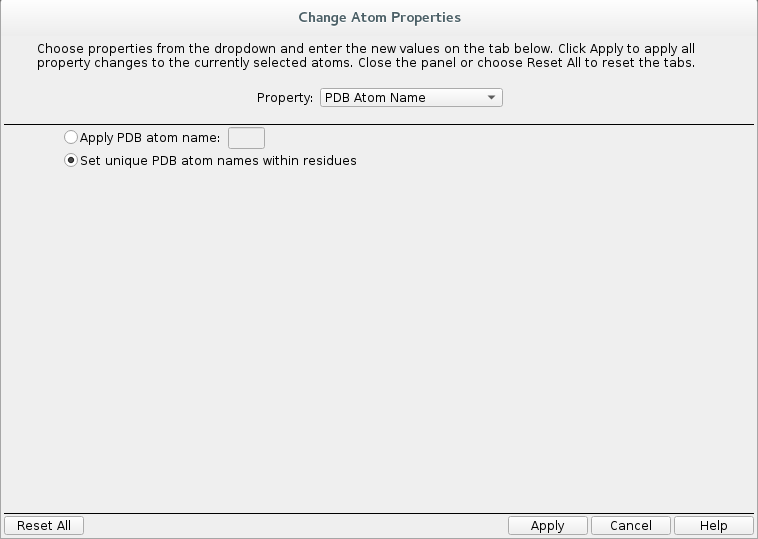 Change Atom Properties
Choose properties from the dropdown and enter the new values on the tab below. Click Apply to apply all
property changes to the currently selected atoms. Close the panel or choose Reset All to reset the tabs.
Property: PDB Atom Name
Apply PDB atom name:
Set unique PDB atom names within residues
Reset All Apply Cancel Help